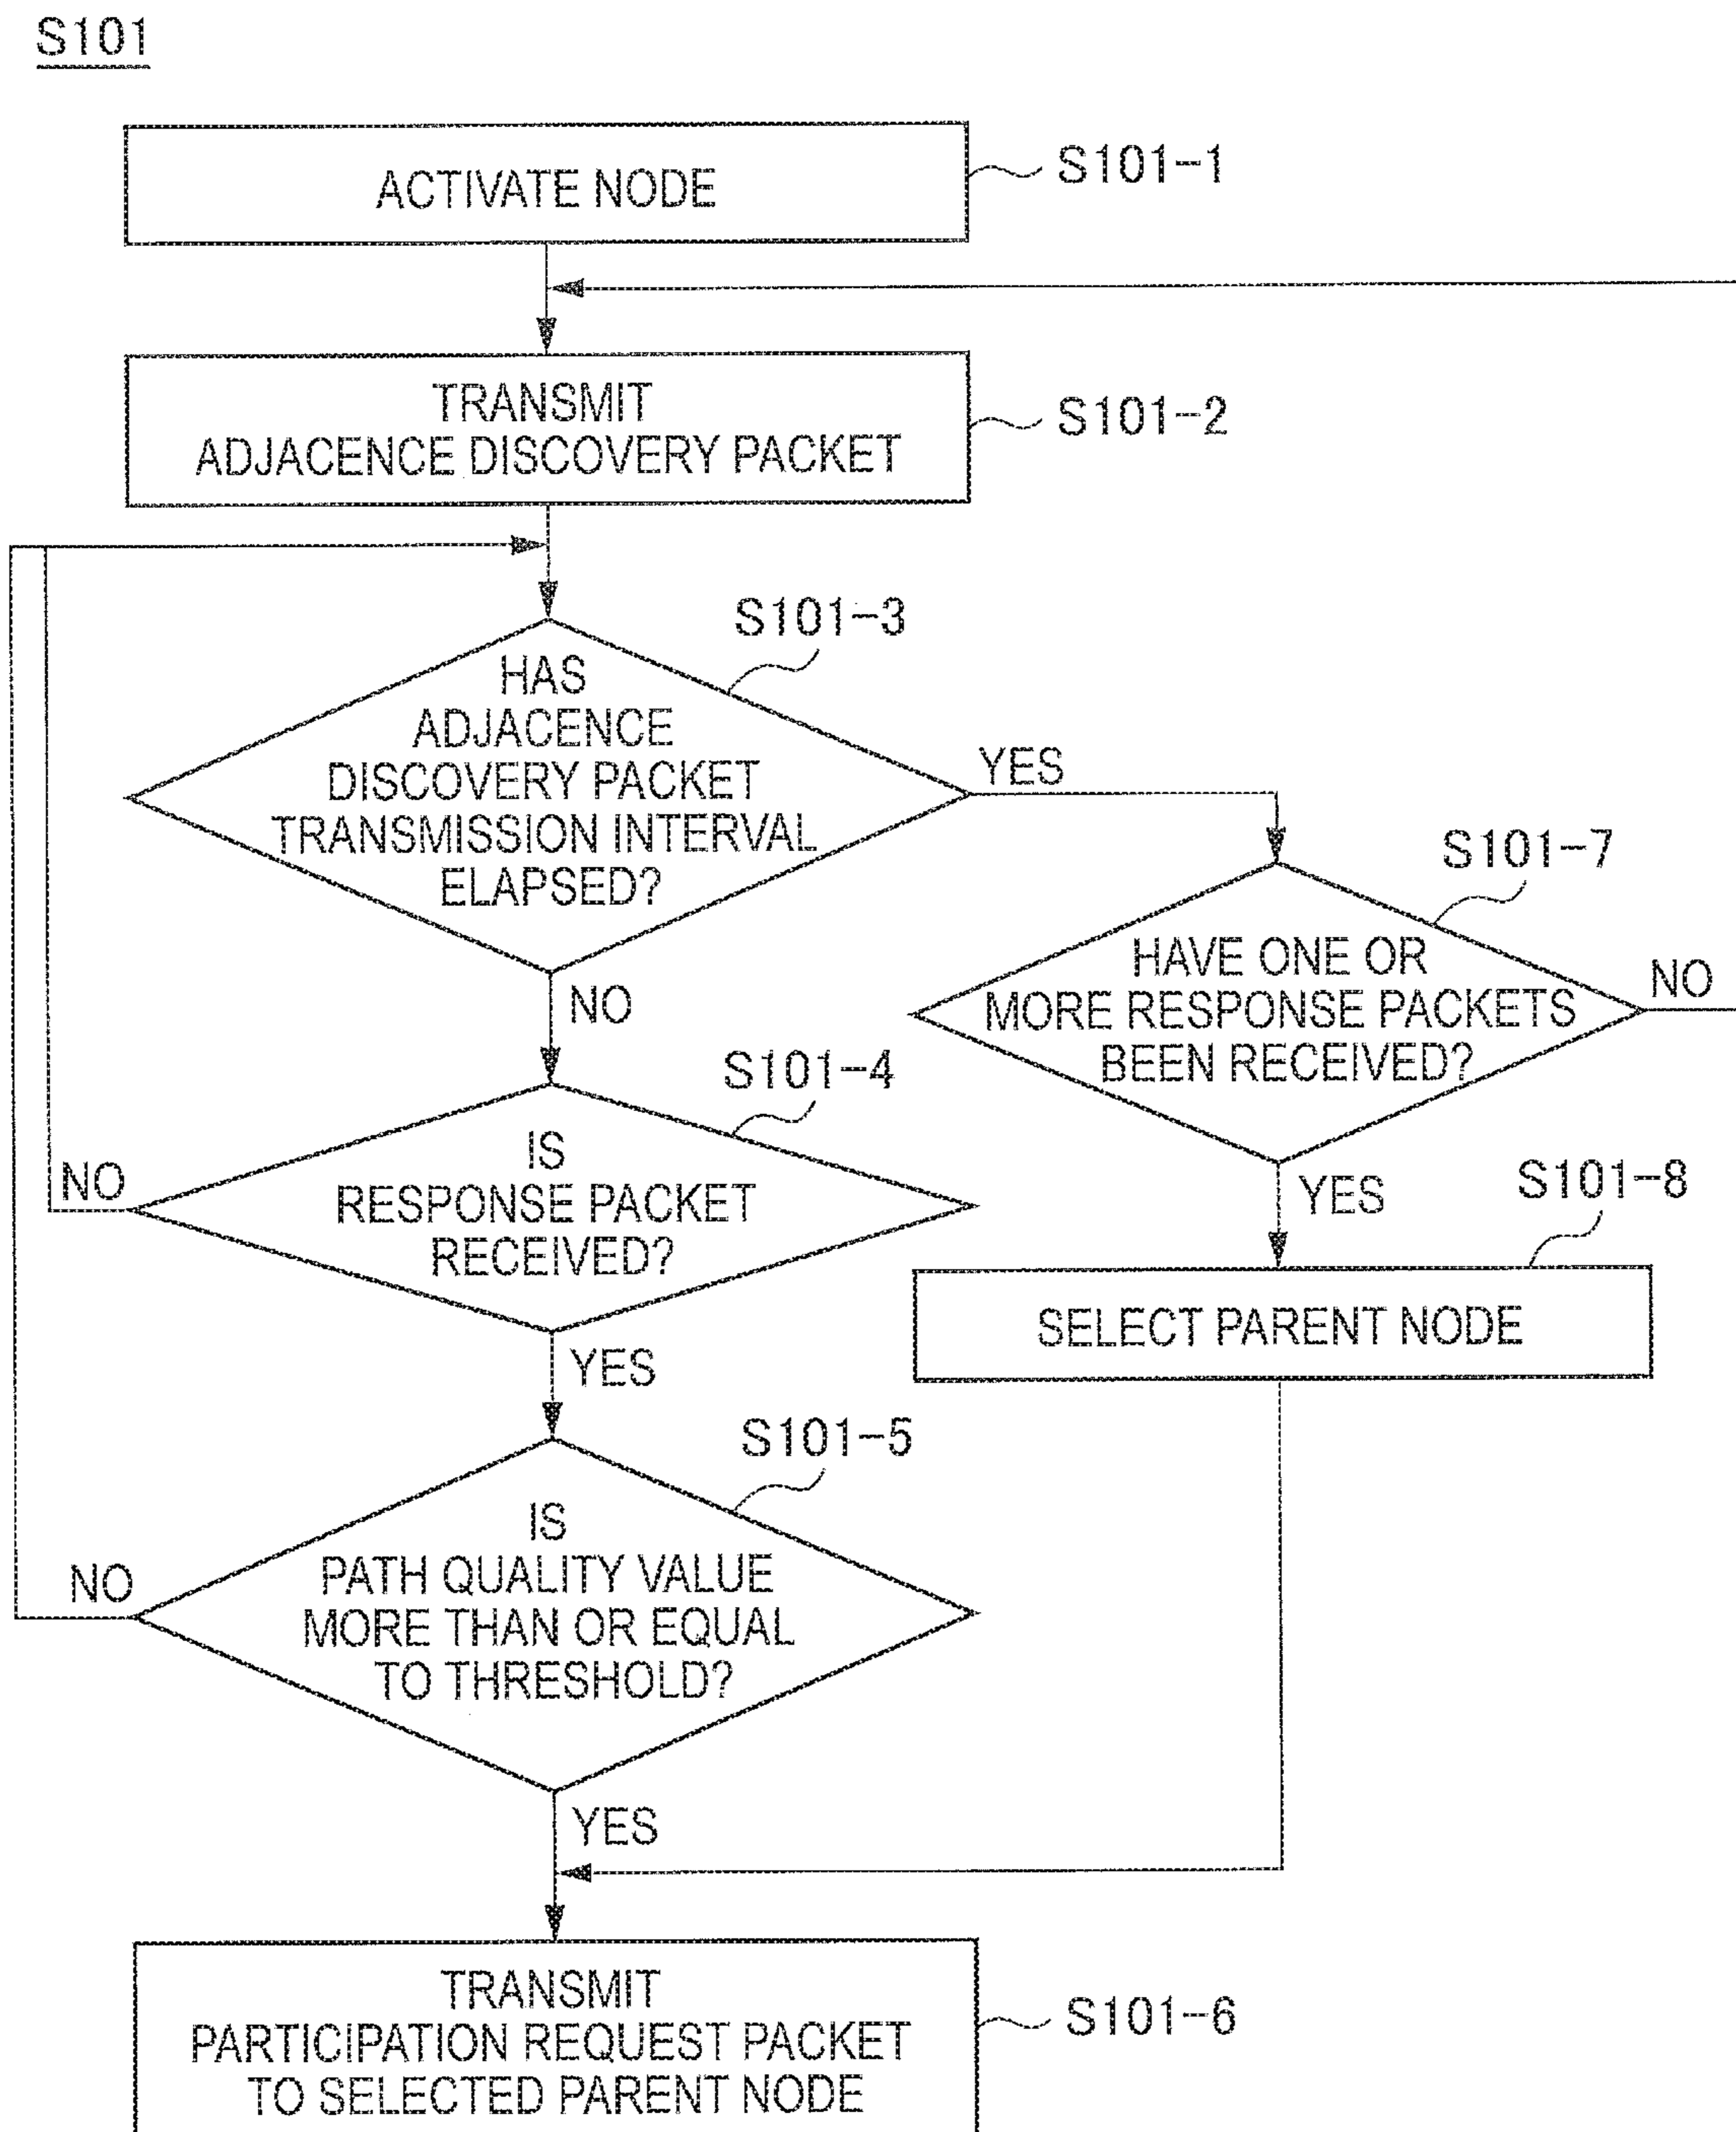 S101
ACTIVATE NODE
S101-1
TRANSMIT
ADJACENCE DISCOVERY PACKET
S101-2
S101-3
HAS
ADJACENCE
DISCOVERY PACKET
TRANSMISSION INTERVAL
ELAPSED?
YES
NO
S101-7
HAVE ONE OR
MORE RESPONSE PACKETS
BEEN RECEIVED?
NO
YES
S101-4
IS
RESPONSE PACKET
RECEIVED?
NO
YES
S101-8
SELECT PARENT NODE
S101-5
IS
PATH QUALITY VALUE
MORE THAN OR EQUAL
TO THRESHOLD?
NO
YES
TRANSMIT
PARTICIPATION REQUEST PACKET
TO SELECTED PARENT NODE
S101-6